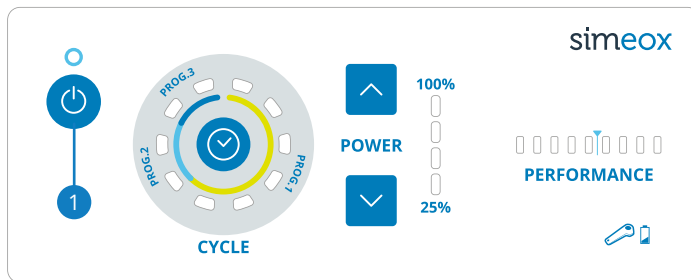 simeox
PROG.3
PROG.2
PROG.1
CYCLE
POWER
100%
25%
PERFORMANCE
1